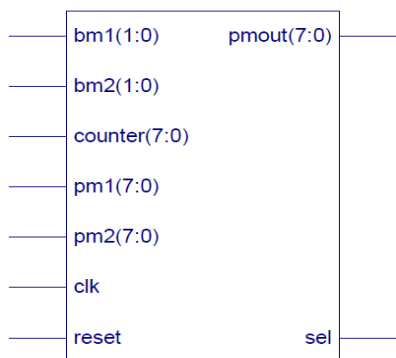 bm1(1:0) pmout(7:0)
bm2(1:0)
counter(7:0)
pm1(7:0)
pm2(7:0)
clk
reset sel